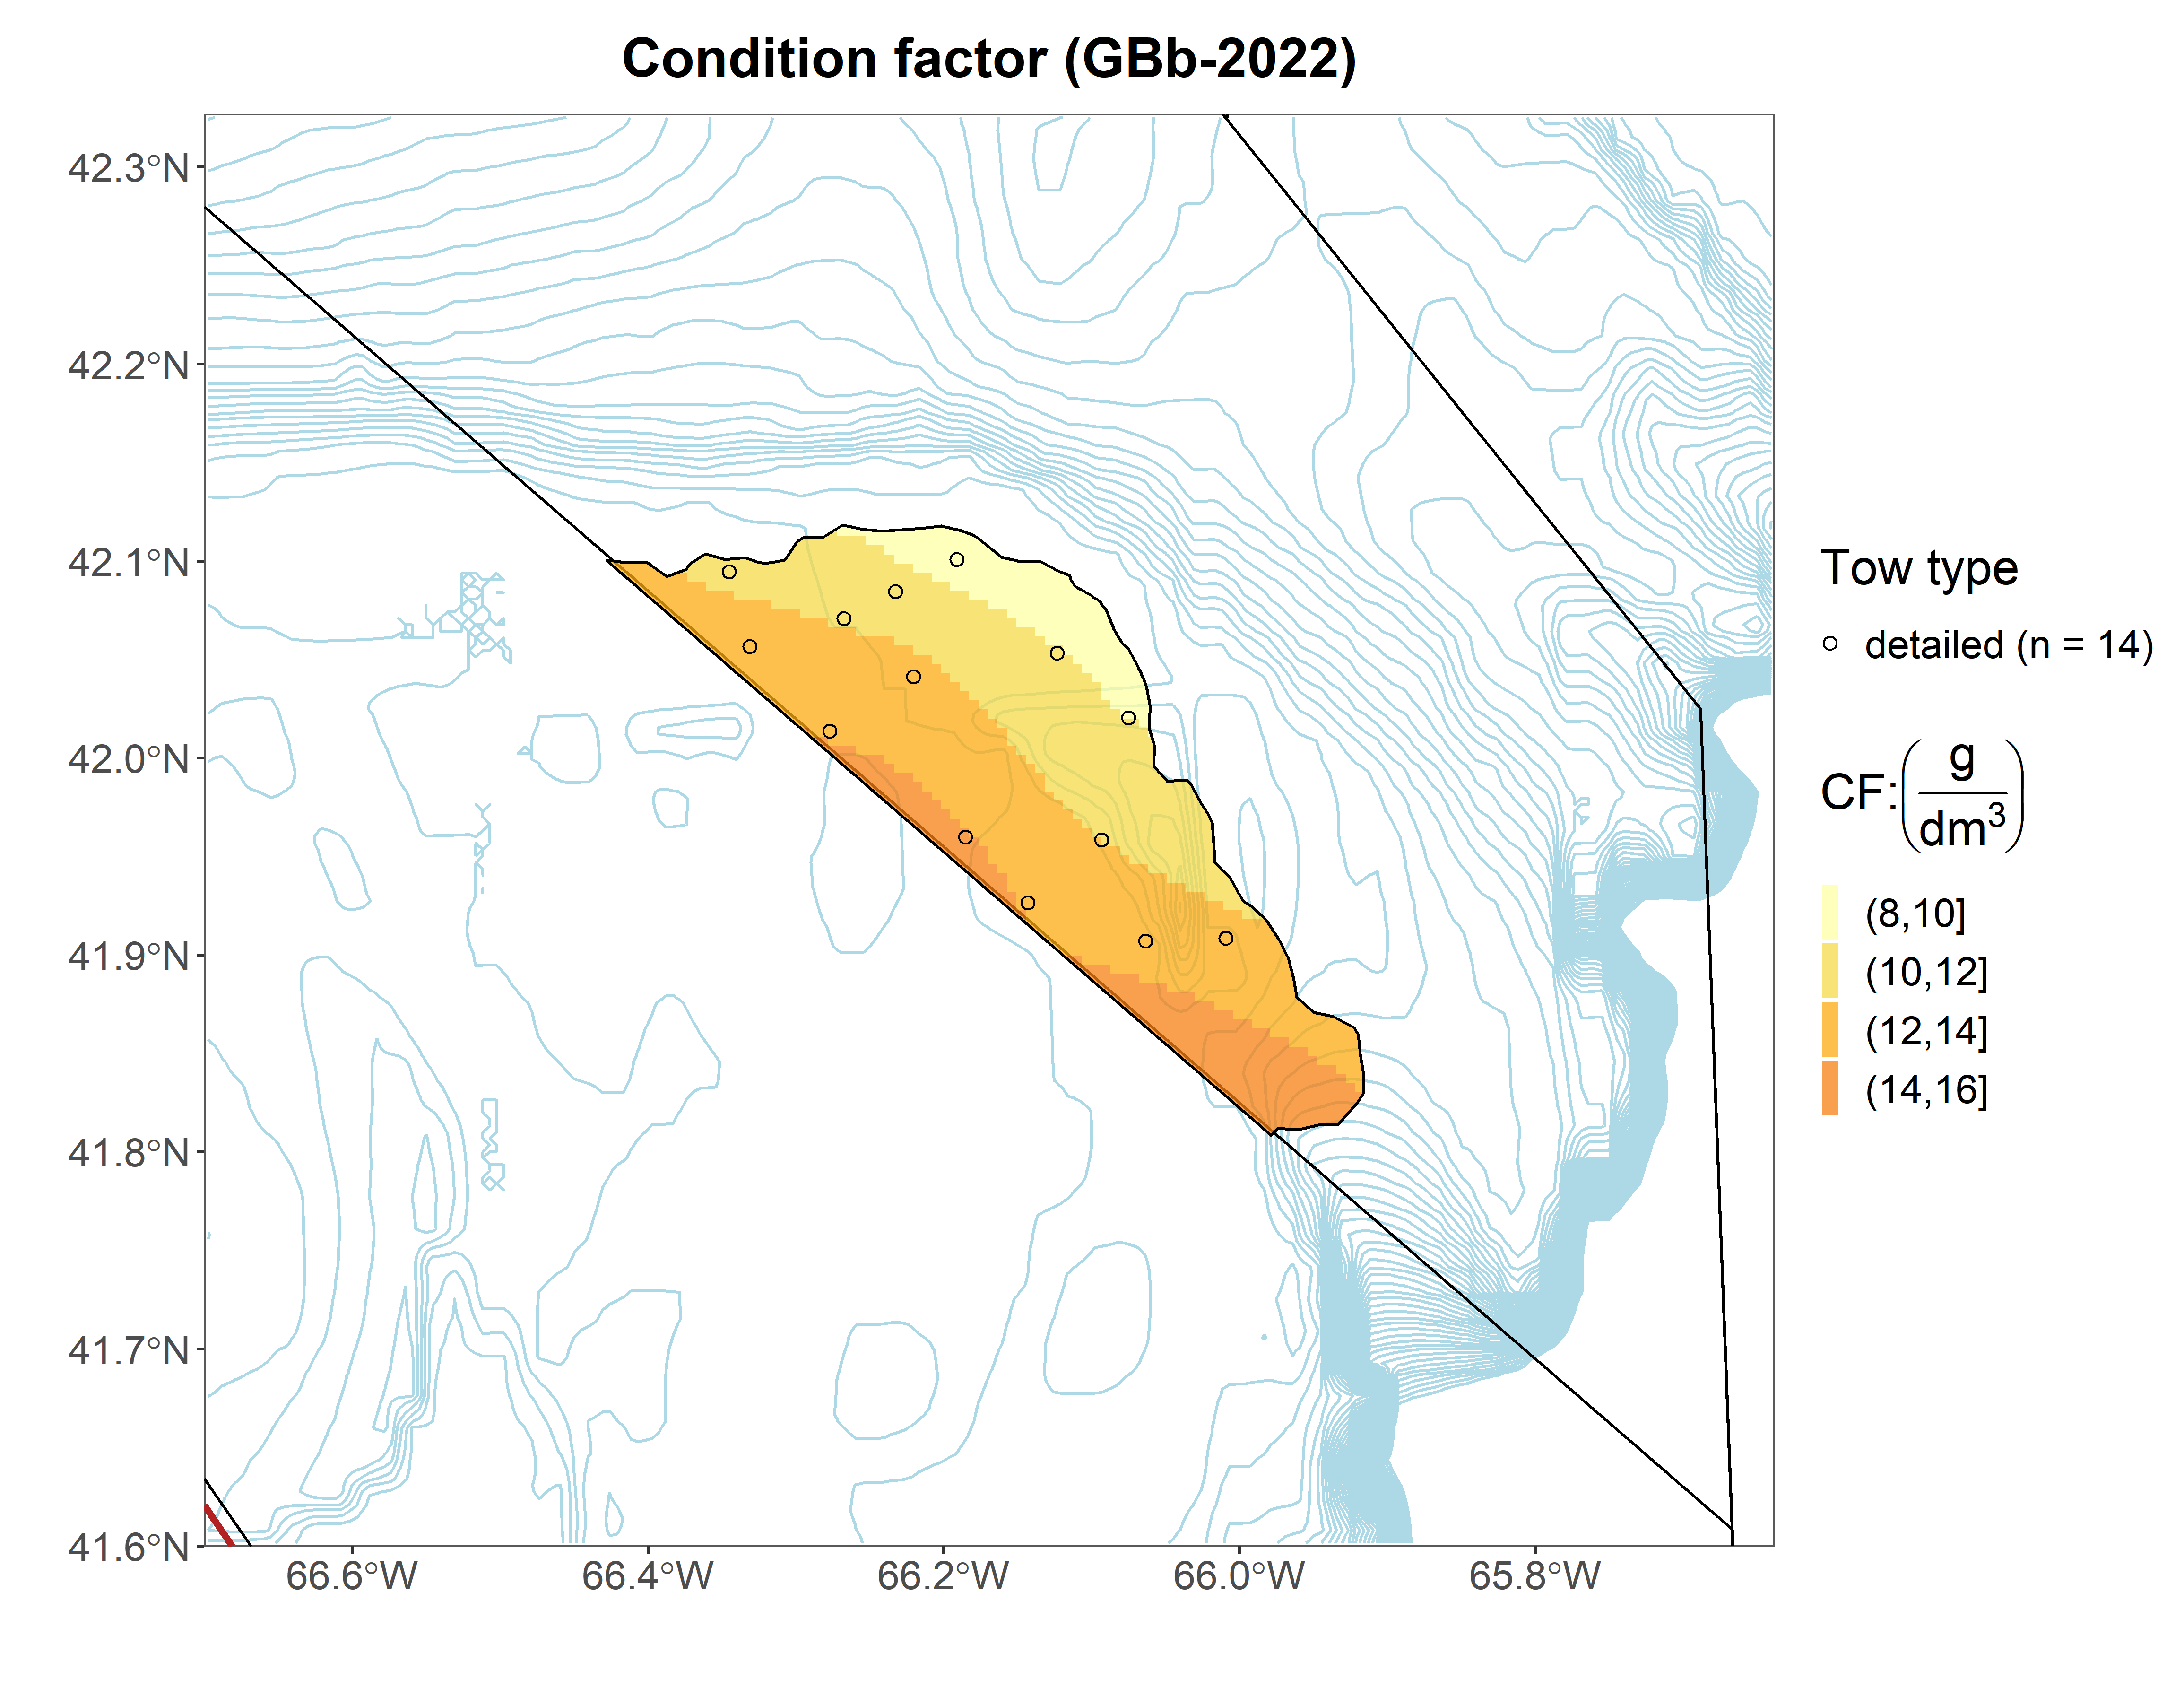 Condition factor (GBb-2022)
42.3°N
42.2°N
42.1°N
42.0°N
41.9°N
41.8°N
41.7°N
41.6°N
66.6°W 66.4°W 66.2°W 66.0°W 65.8°W
Tow type
detailed (n = 14)
CF:(g/dm³)
(8,10]
(10,12]
(12,14]
(14,16]